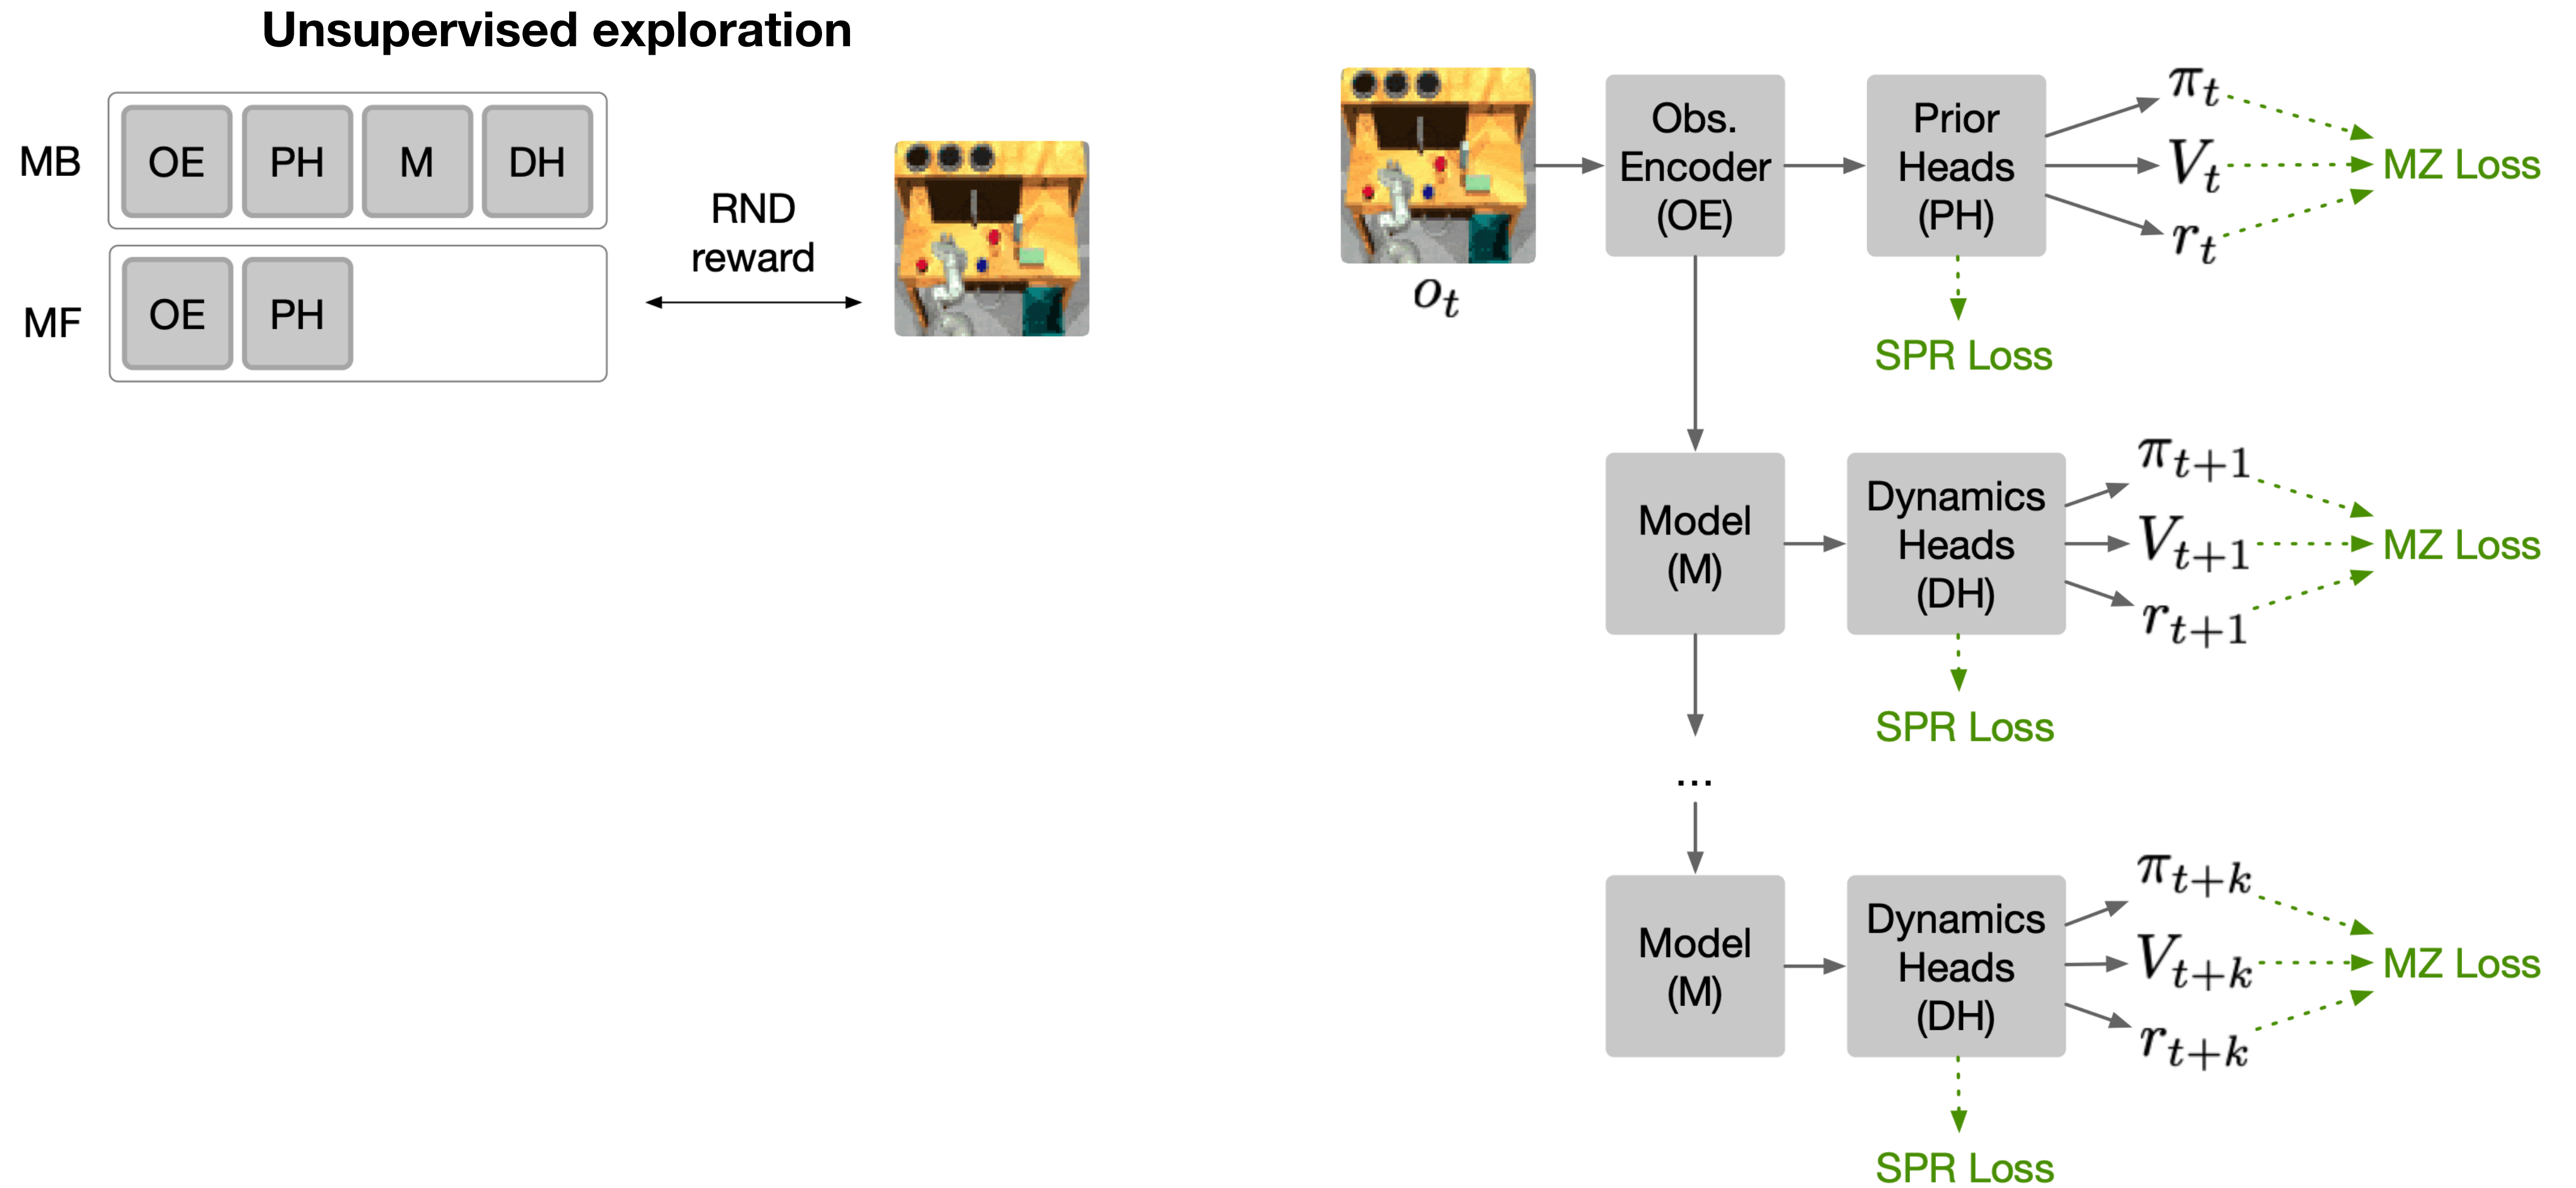 Unsupervised exploration
MB
OE
PH
M
DH
MF
OE
PH
RND
reward
o_t
Obs.
Encoder
(OE)
Prior
Heads
(PH)
π_t
V_t
r_t
MZ Loss
SPR Loss
Model
(M)
Dynamics
Heads
(DH)
π_{t+1}
V_{t+1}
r_{t+1}
MZ Loss
SPR Loss
...
Model
(M)
Dynamics
Heads
(DH)
π_{t+k}
V_{t+k}
r_{t+k}
MZ Loss
SPR Loss